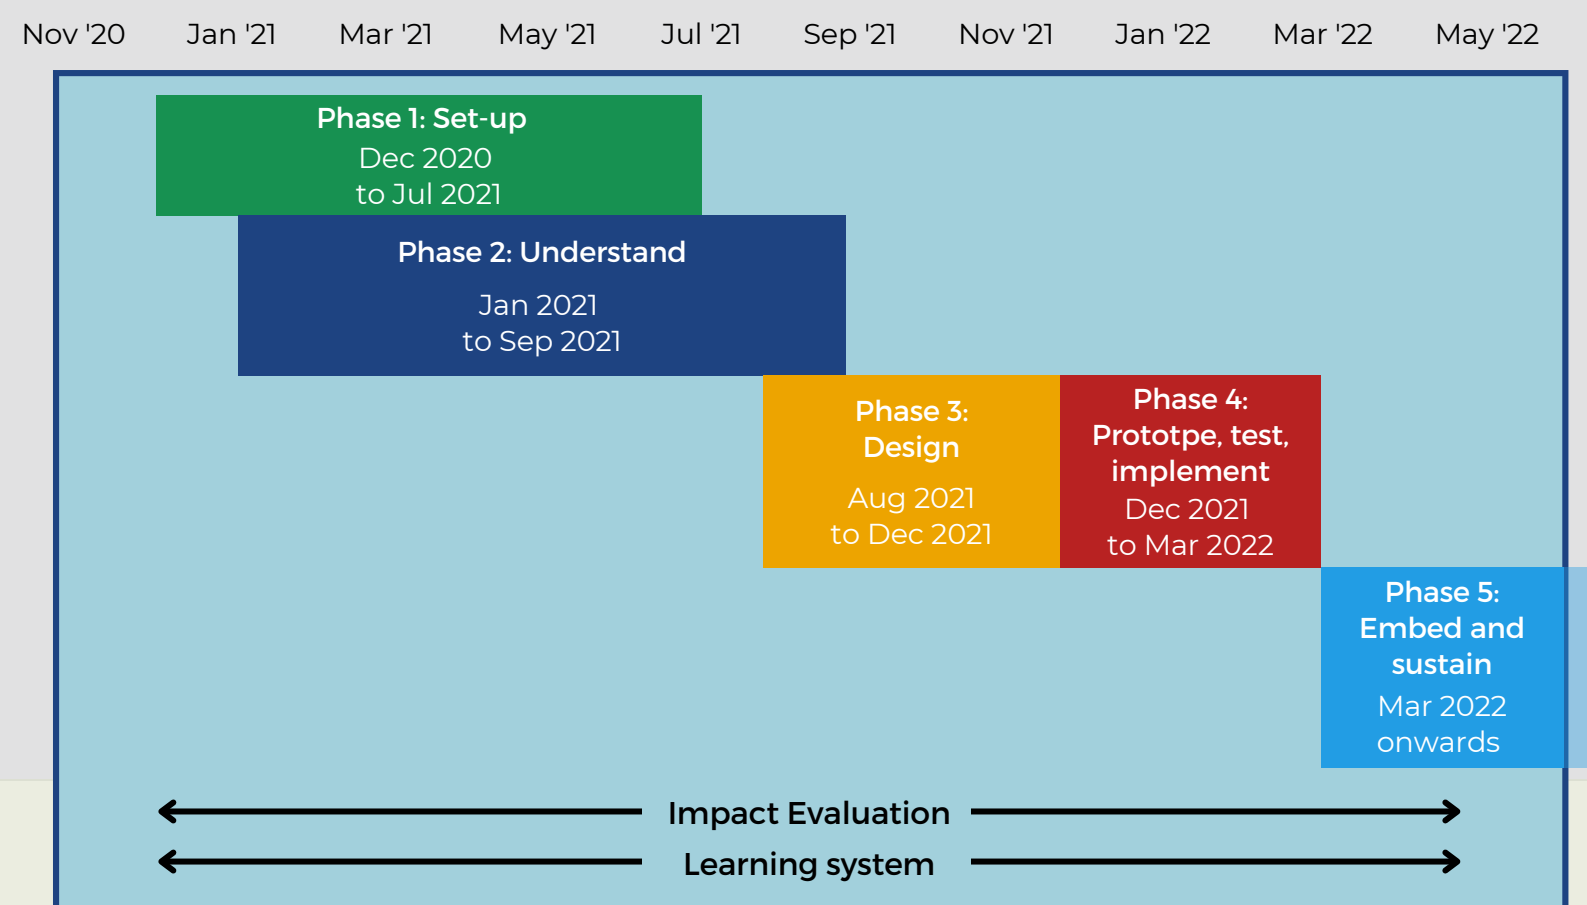 Nov '20 Jan '21 Mar '21 May '21 Jul '21 Sep '21 Nov '21 Jan '22 Mar '22 May '22
Phase 1: Set-up
Dec 2020
to Jul 2021
Phase 2: Understand
Jan 2021
to Sep 2021
Phase 3:
Design
Aug 2021
to Dec 2021
Phase 4:
Prototpe, test,
implement
Dec 2021
to Mar 2022
Phase 5:
Embed and
sustain
Mar 2022
onwards
Impact Evaluation
Learning system